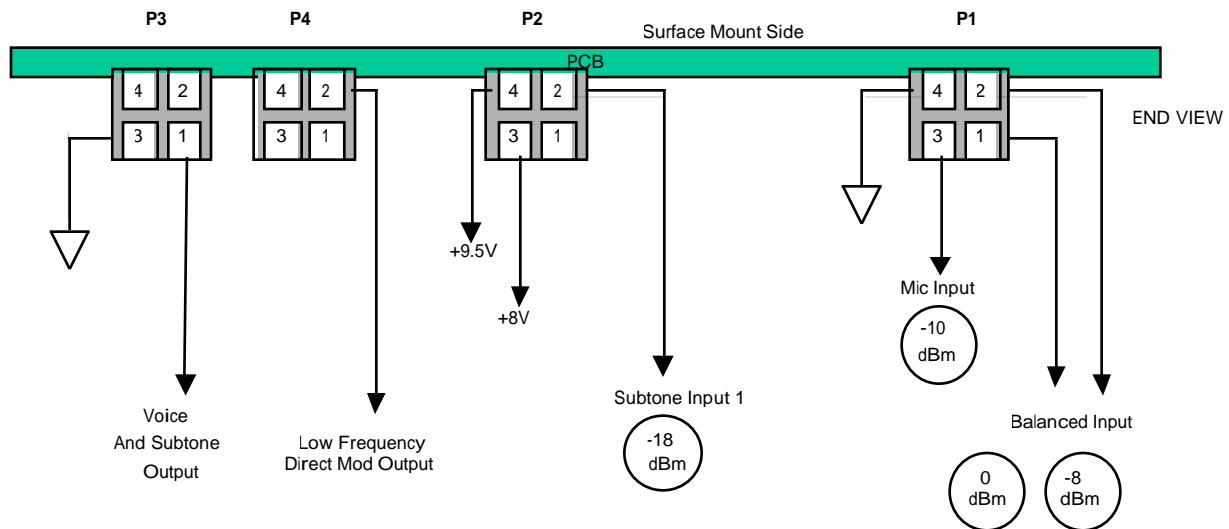 P3
P4
P2
P1
Surface Mount Side
PCB
4 2
3 1
4 2
3 1
4 2
3 1
4 2
3 1
END VIEW
+9.5V
+8V
Mic Input
-10
dBm
Voice
And Subtone
Output
Low Frequency
Direct Mod Output
Subtone Input 1
-18
dBm
Balanced Input
0
dBm
-8
dBm